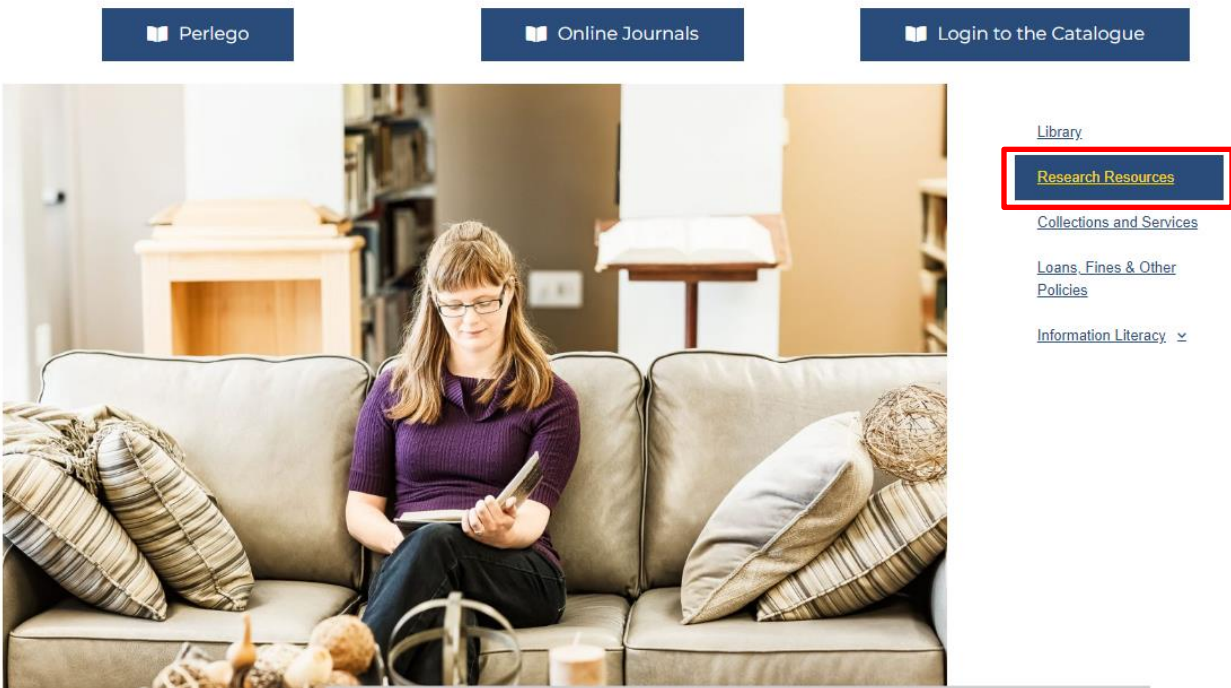 Perlego
Online Journals
Login to the Catalogue
Library
Research Resources
Collections and Services
Loans, Fines & Other
Policies
Information Literacy